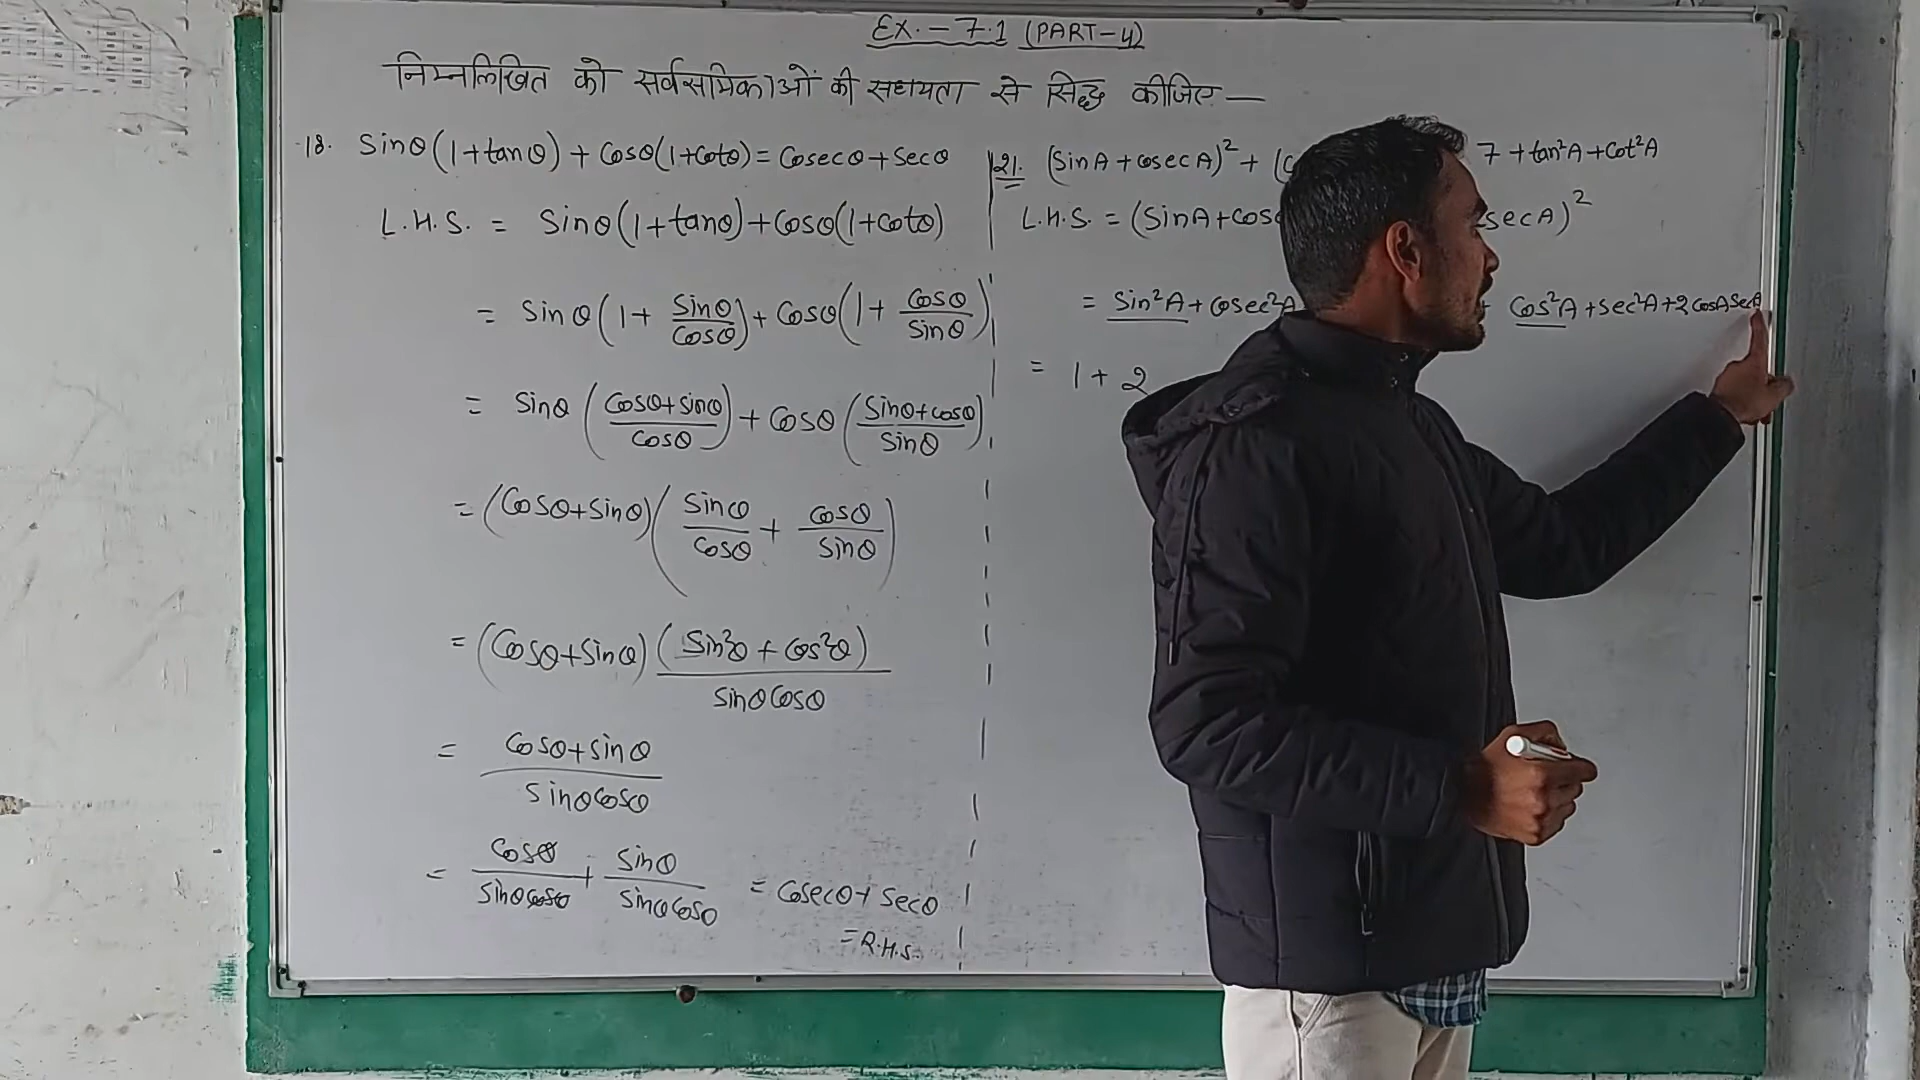 Ex. - 7.1 (PART-4)
निम्नलिखित को सर्वसमिकाओं की सहायता से सिद्ध कीजिए —
18. Sinθ(1+tanθ) + Cosθ(1+Cotθ) = Cosecθ + Secθ
L.H.S. = Sinθ(1+tanθ) + Cosθ(1+Cotθ)
= Sinθ(1 + Sinθ/Cosθ) + Cosθ(1 + Cosθ/Sinθ)
= Sinθ((Cosθ+Sinθ)/Cosθ) + Cosθ((Sinθ+Cosθ)/Sinθ)
= (Cosθ+Sinθ)(Sinθ/Cosθ + Cosθ/Sinθ)
= (Cosθ+Sinθ)(Sin²θ + Cos²θ)/SinθCosθ
= (Cosθ+Sinθ)/SinθCosθ
= Cosθ/SinθCosθ + Sinθ/SinθCosθ = Cosecθ + Secθ
= R.H.S.
21. (SinA + CosecA)² + (C 7 + tan²A + Cot²A
L.H.S. = (SinA + Cose secA)²
= Sin²A + Cosec²A + Cos²A + Sec²A + 2CosASecA
= 1 + 2